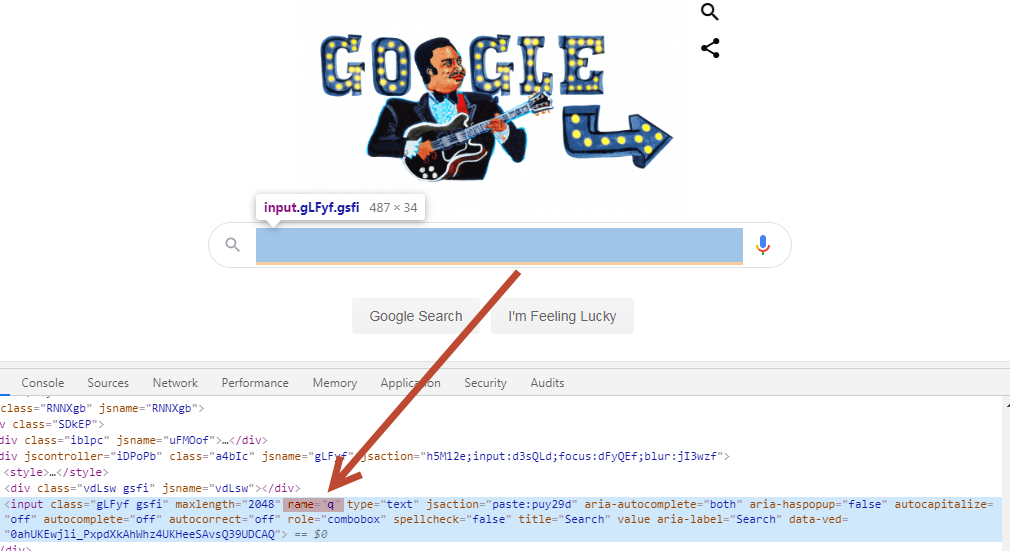 GOOGLE
input.gLFyf.gsfi 487 × 34
Google Search I'm Feeling Lucky
Console Sources Network Performance Memory Application Security Audits
class="RNNXgb" jsname="RNNXgb">
v class="SDkEP">
div class="iblpc" jsname="uFMOof">…</div>
div jscontroller="iDPoPb" class="a4bIc" jsname="gLFyf" jsaction="h5M12e;input:d3sQLd;focus:dFyQEf;blur:jI3wzf">
<style>…</style>
<div class="vdLsw gsfi" jsname="vdLsw"></div>
<input class="gLFyf gsfi" maxlength="2048" name="q" type="text" jsaction="paste:puy29d" aria-autocomplete="both" aria-haspopup="false" autocapitalize=
"off" autocomplete="off" autocorrect="off" role="combobox" spellcheck="false" title="Search" value aria-label="Search" data-ved=
"0ahUKEwjli_PxpdXkAhWhz4UKHeeSAvsQ39UDCAQ"> == $0
/div>